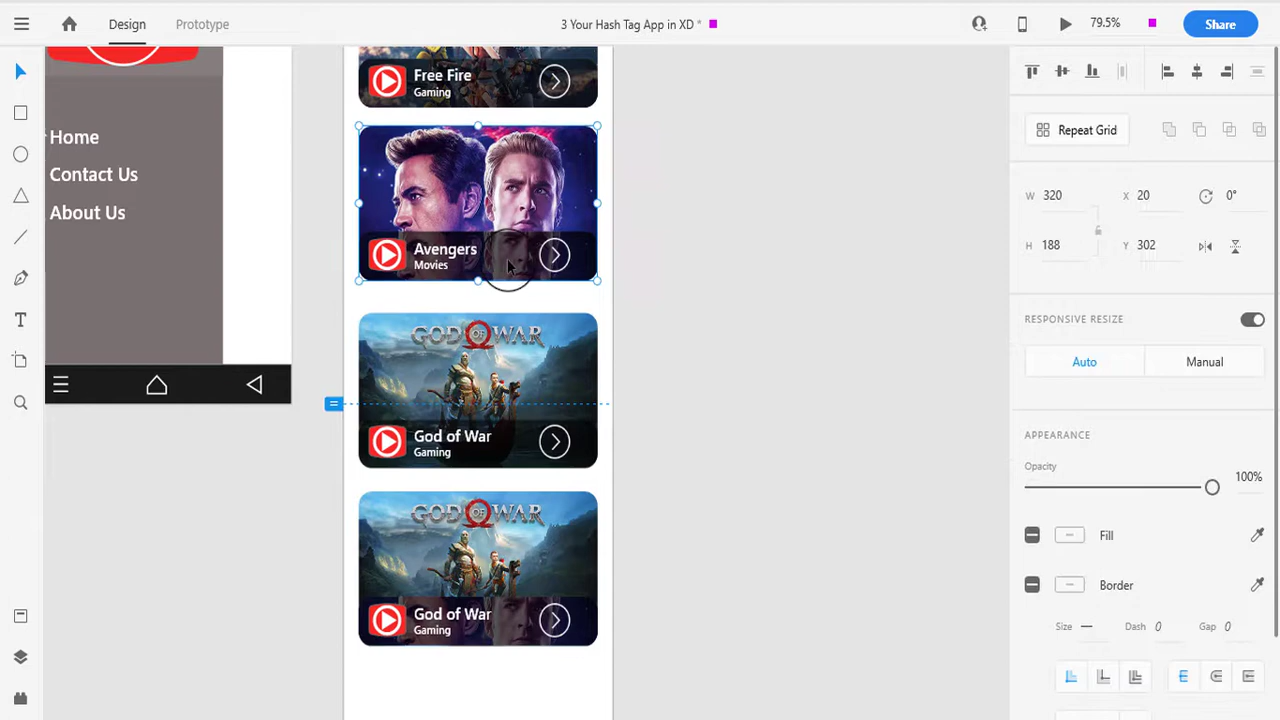 Design
Prototype
3 Your Hash Tag App in XD *
79.5%
Share
Free Fire
Gaming
Home
Contact Us
About Us
Avengers
Movies
GOD OF WAR
God of War
Gaming
GOD OF WAR
God of War
Gaming
Repeat Grid
W 320
X 20
0°
H 188
Y 302
RESPONSIVE RESIZE
Auto
Manual
APPEARANCE
Opacity
100%
Fill
Border
Size —
Dash 0
Gap 0